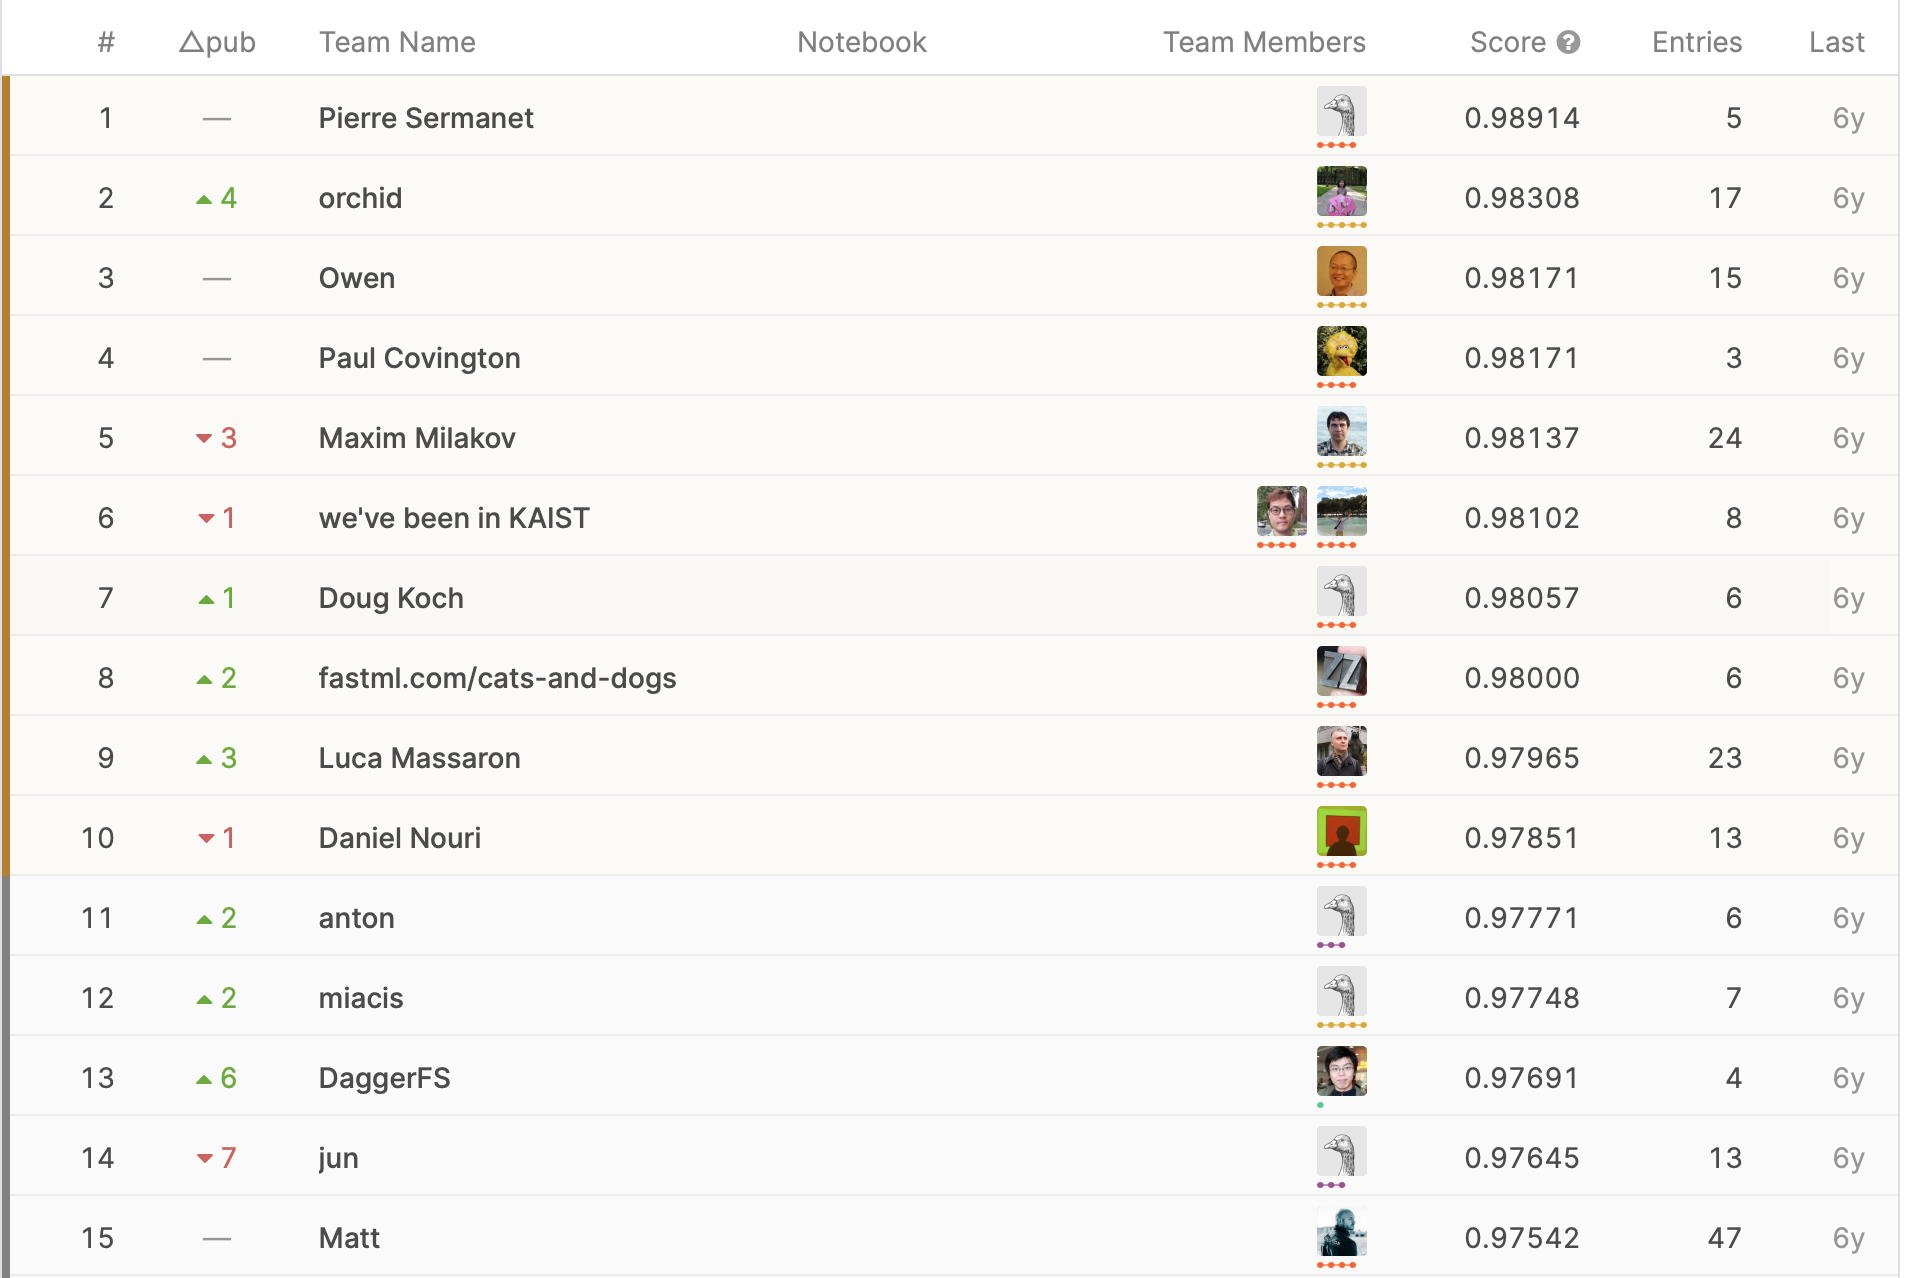 # △pub Team Name Notebook Team Members Score ? Entries Last
1 — Pierre Sermanet 0.98914 5 6y
2 ▲ 4 orchid 0.98308 17 6y
3 — Owen 0.98171 15 6y
4 — Paul Covington 0.98171 3 6y
5 ▼ 3 Maxim Milakov 0.98137 24 6y
6 ▼ 1 we've been in KAIST 0.98102 8 6y
7 ▲ 1 Doug Koch 0.98057 6 6y
8 ▲ 2 fastml.com/cats-and-dogs ZZ 0.98000 6 6y
9 ▲ 3 Luca Massaron 0.97965 23 6y
10 ▼ 1 Daniel Nouri 0.97851 13 6y
11 ▲ 2 anton 0.97771 6 6y
12 ▲ 2 miacis 0.97748 7 6y
13 ▲ 6 DaggerFS 0.97691 4 6y
14 ▼ 7 jun 0.97645 13 6y
15 — Matt 0.97542 47 6y